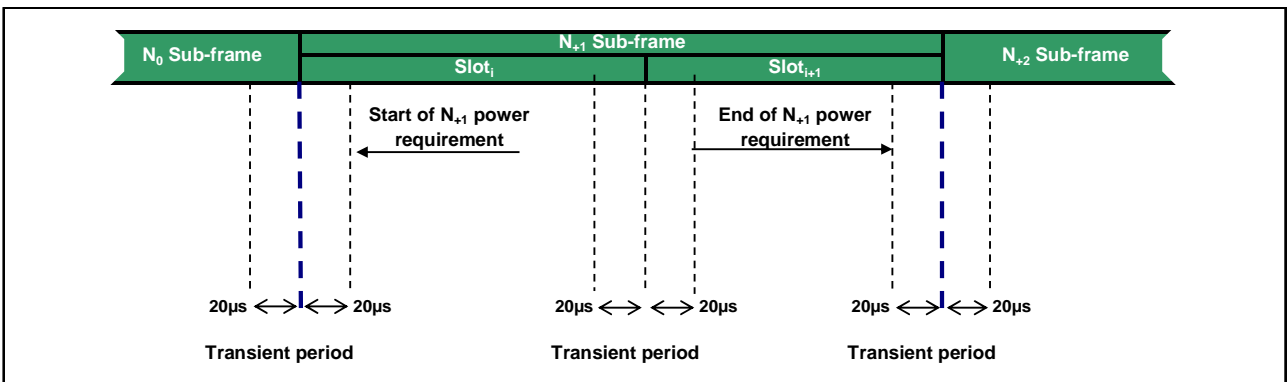 N+1 Sub-frame
N0 Sub-frame
N+2 Sub-frame
Sloti
Sloti+1
Start of N+1 power
requirement
End of N+1 power
requirement
20µs
20µs
20µs
20µs
20µs
20µs
Transient period
Transient period
Transient period